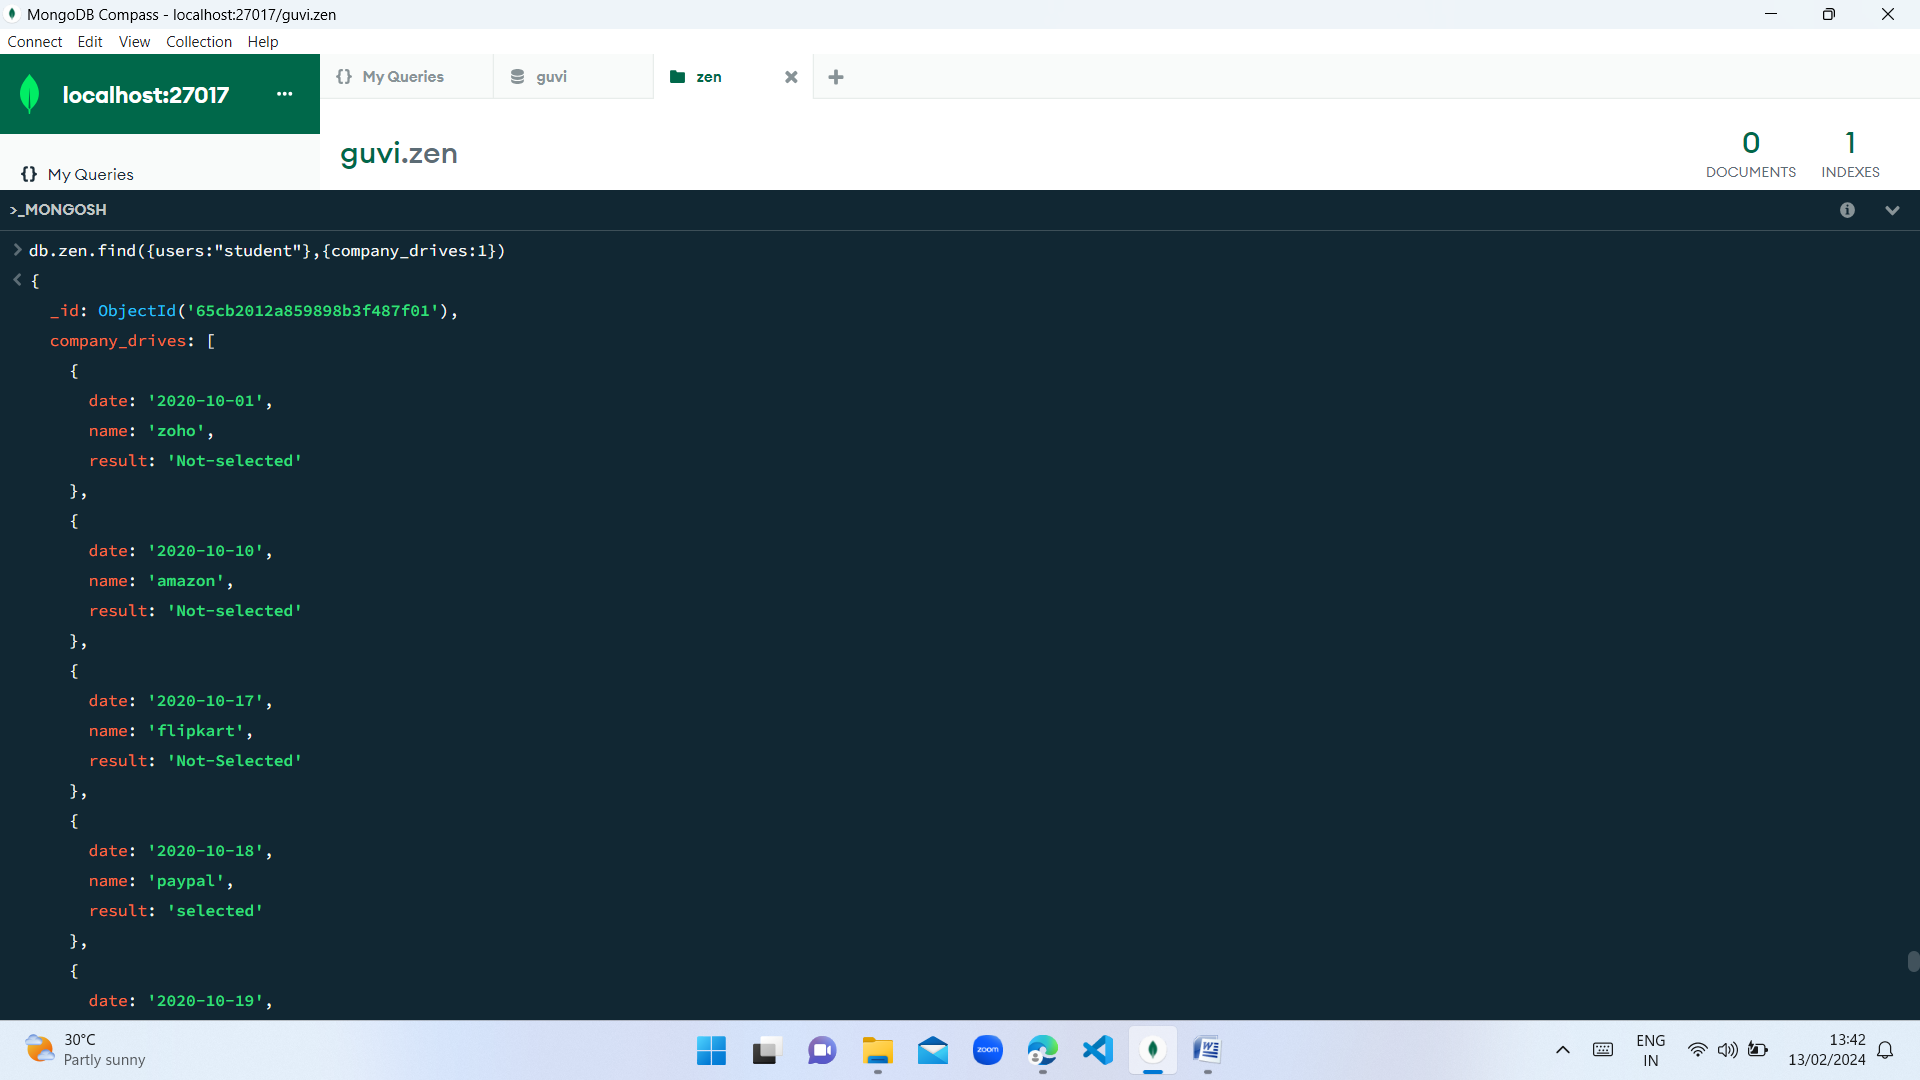 MongoDB Compass - localhost:27017/guvi.zen
Connect Edit View Collection Help
localhost:27017 ...
{} My Queries guvi zen
guvi.zen
0 1
DOCUMENTS INDEXES
{} My Queries
>_MONGOSH
> db.zen.find({users:"student"},{company_drives:1})
< {
_id: ObjectId('65cb2012a859898b3f487f01'),
company_drives: [
{
date: '2020-10-01',
name: 'zoho',
result: 'Not-selected'
},
{
date: '2020-10-10',
name: 'amazon',
result: 'Not-selected'
},
{
date: '2020-10-17',
name: 'flipkart',
result: 'Not-Selected'
},
{
date: '2020-10-18',
name: 'paypal',
result: 'selected'
},
{
date: '2020-10-19',
30°C
Partly sunny
zoom
ENG
IN
13:42
13/02/2024